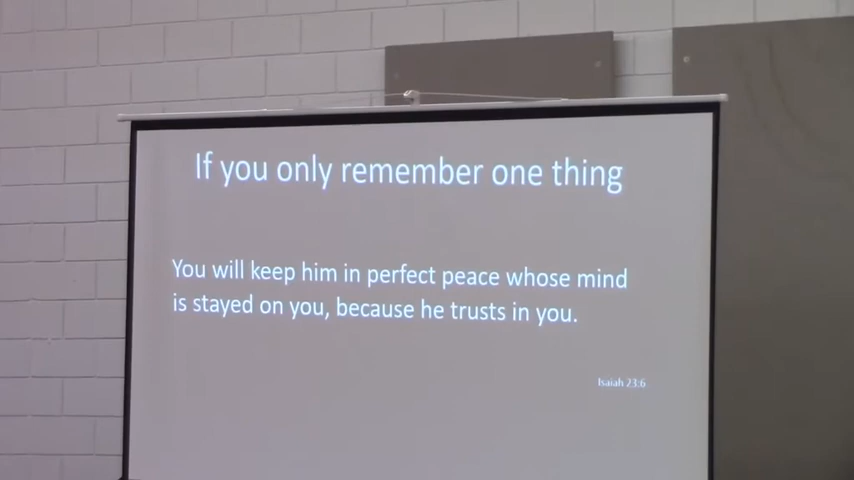 If you only remember one thing
You will keep him in perfect peace whose mind
is stayed on you, because he trusts in you.
Isaiah 23:6